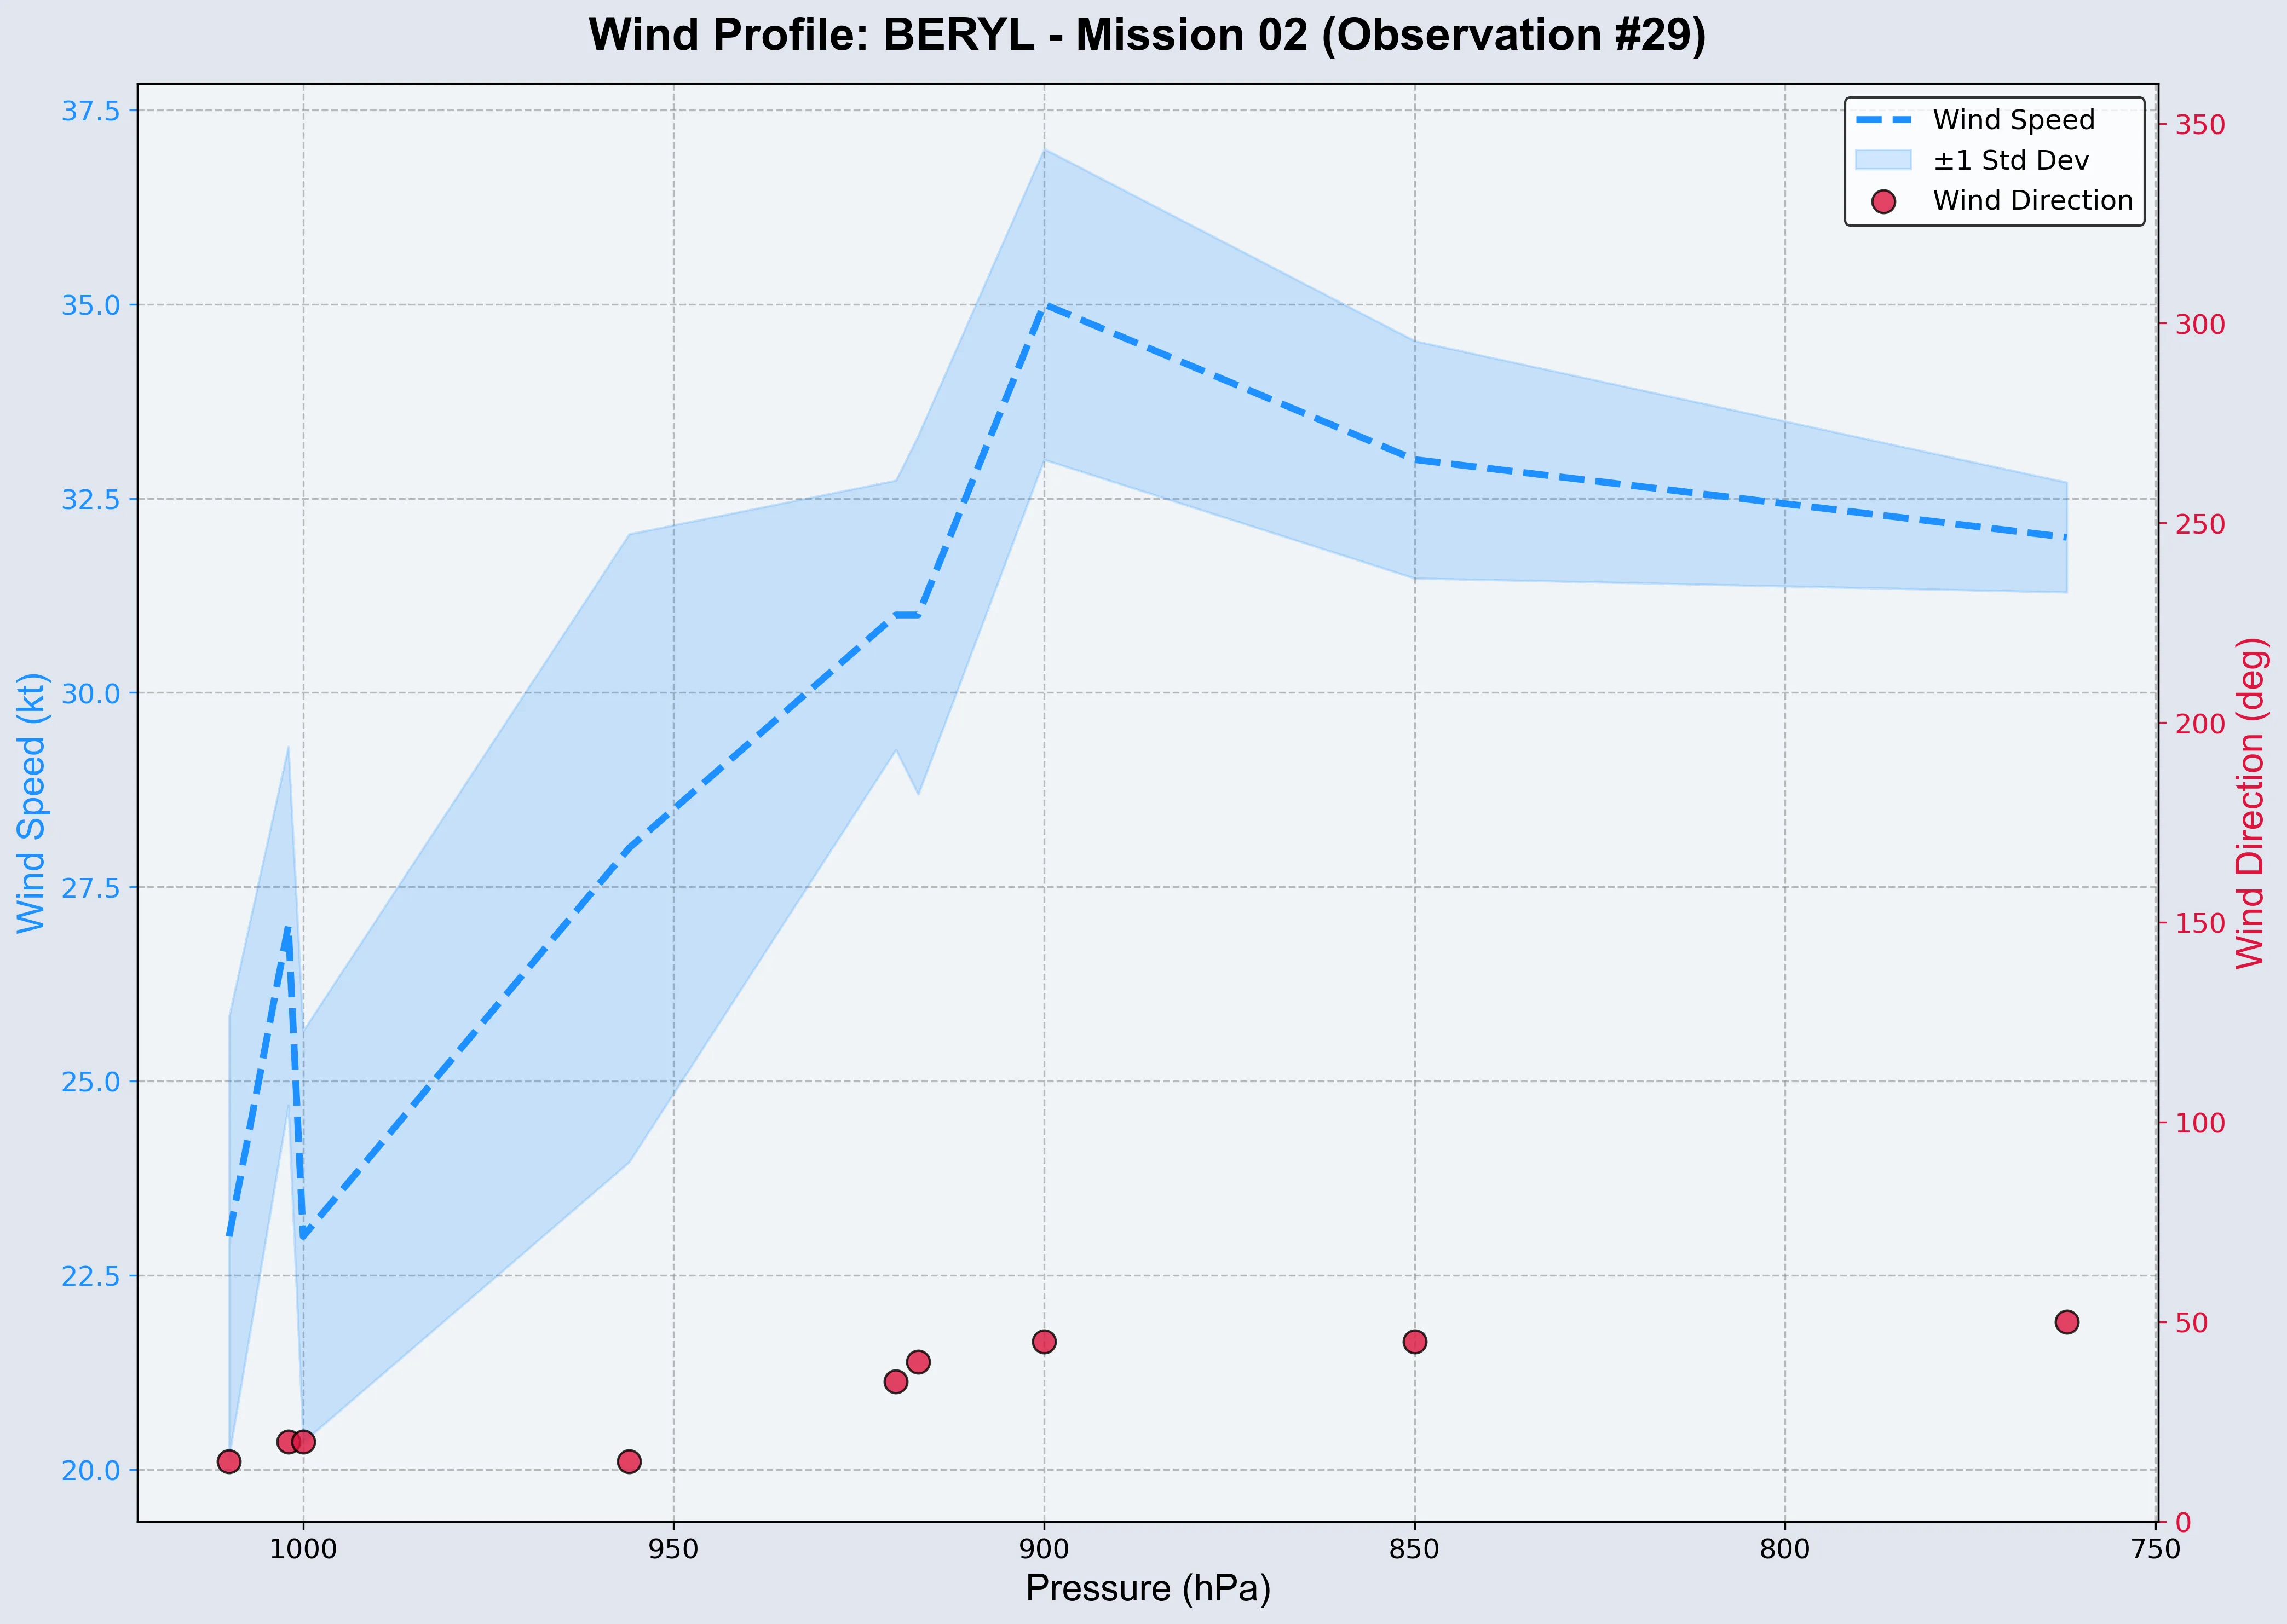 Wind Profile: BERYL - Mission 02 (Observation #29)
Wind Speed
±1 Std Dev
Wind Direction
Wind Speed (kt)
37.5
35.0
32.5
30.0
27.5
25.0
22.5
20.0
350
300
250
200
150
100
50
0
Wind Direction (deg)
1000 950 900 850 800 750
Pressure (hPa)